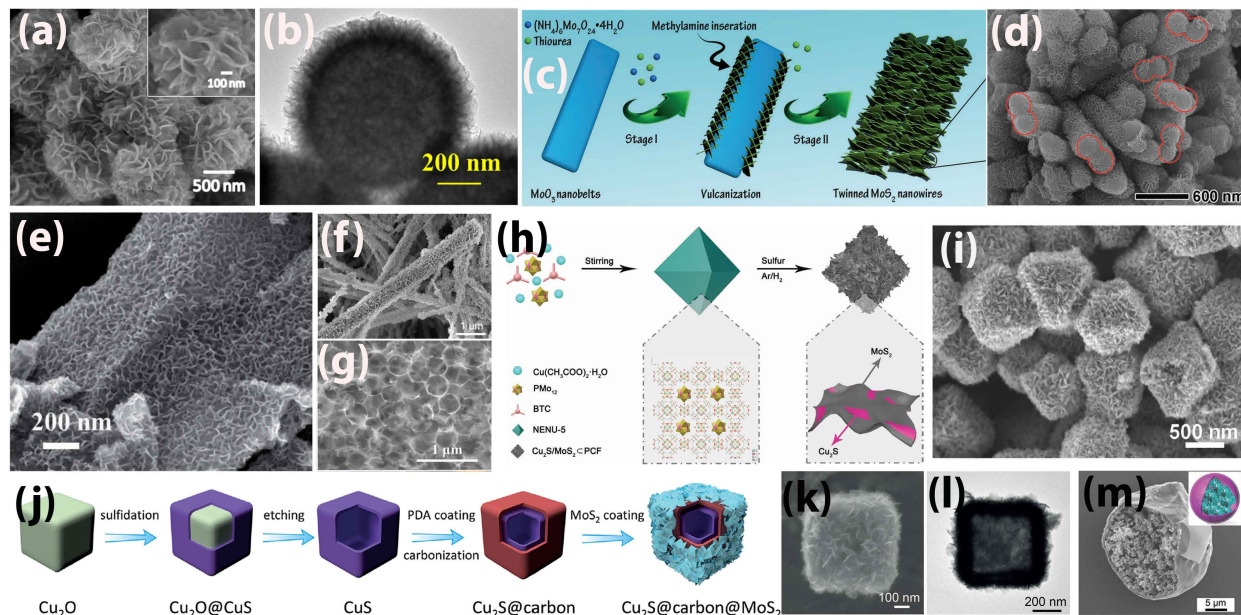 (a)
100 nm
500 nm
(b)
200 nm
(c)
(NH₄)₆Mo₇O₂₄•4H₂O
Thiourea
Methylamine inseration
Stage I
Stage II
MoO₃ nanobelts
Vulcanization
Twinned MoS₂ nanowires
(d)
600 nm
(e)
200 nm
(f)
1 μm
(g)
1 μm
(h)
Stirring
Sulfur
Ar/H₂
Cu(CH₃COO)₂·H₂O
PMo₁₂
BTC
NENU-5
Cu₂S/MoS₂⊂PCF
MoS₂
Cu₂S
(i)
500 nm
(j)
sulfidation
etching
PDA coating
carbonization
MoS₂ coating
Cu₂O
Cu₂O@CuS
CuS
Cu₂S@carbon
Cu₂S@carbon@MoS₂
(k)
100 nm
(l)
200 nm
(m)
5 μm